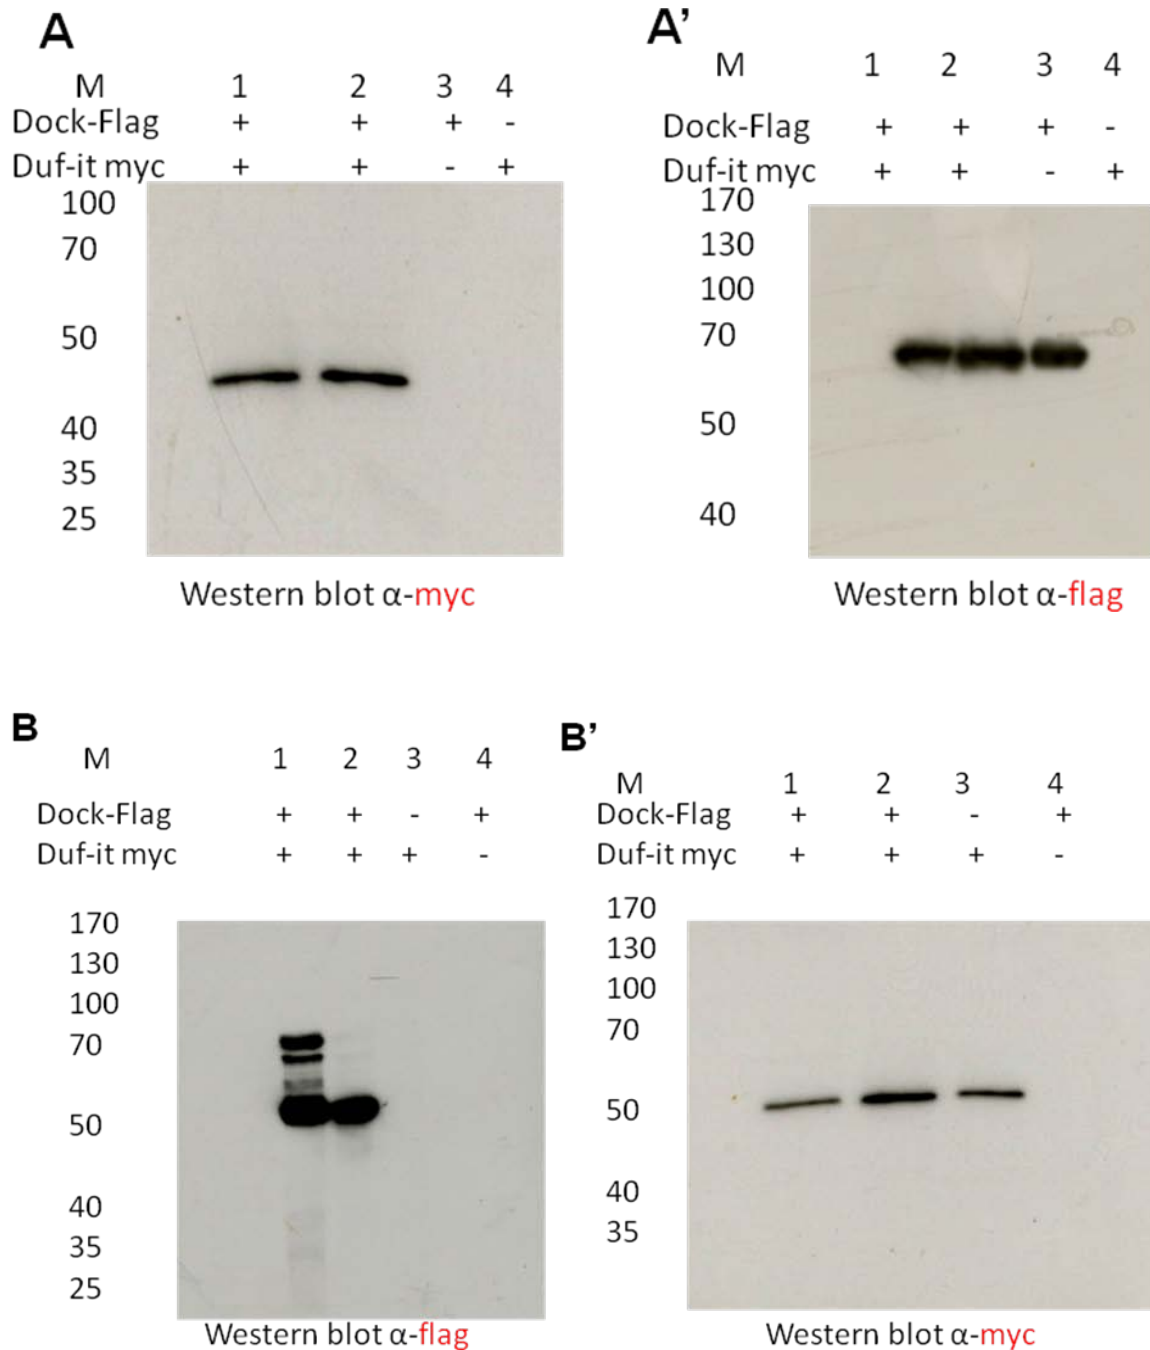 A
M 1 2 3 4
Dock-Flag + + + -
Duf-it myc + + - +
100
70
50
40
35
25
Western blot α-myc
A’
M 1 2 3 4
Dock-Flag + + + -
Duf-it myc + + - +
170
130
100
70
50
40
Western blot α-flag
B
M 1 2 3 4
Dock-Flag + + - +
Duf-it myc + + + -
170
130
100
70
50
40
35
25
Western blot α-flag
B’
M 1 2 3 4
Dock-Flag + + - +
Duf-it myc + + + -
170
130
100
70
50
40
35
Western blot α-myc